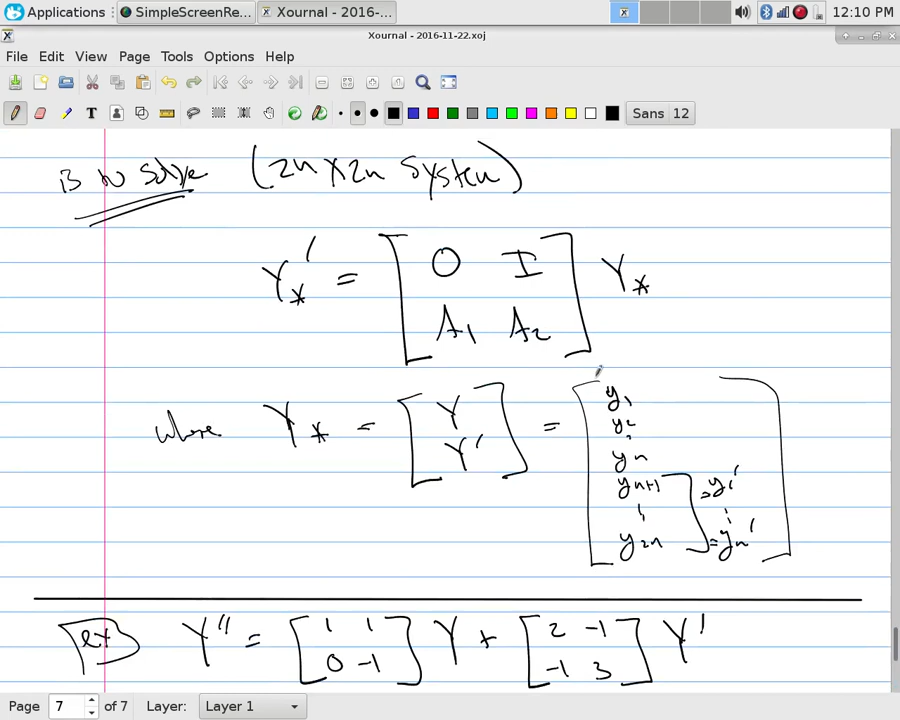 Applications SimpleScreenRe... Xournal - 2016-... 12:10 PM
Xournal - 2016-11-22.xoj
File Edit View Page Tools Options Help
Sans 12
is to solve (2n x 2n system)
Y*' = [ O I
A1 A2 ] Y*
where Y* = [ Y
Y' ] = [ y1
y2
⋮
yn
yn+1 = y1'
⋮ ⋮
y2n = yn' ]
ex Y'' = [ 1 1
0 -1 ] Y + [ 2 -1
-1 3 ] Y'
Page 7 of 7 Layer: Layer 1